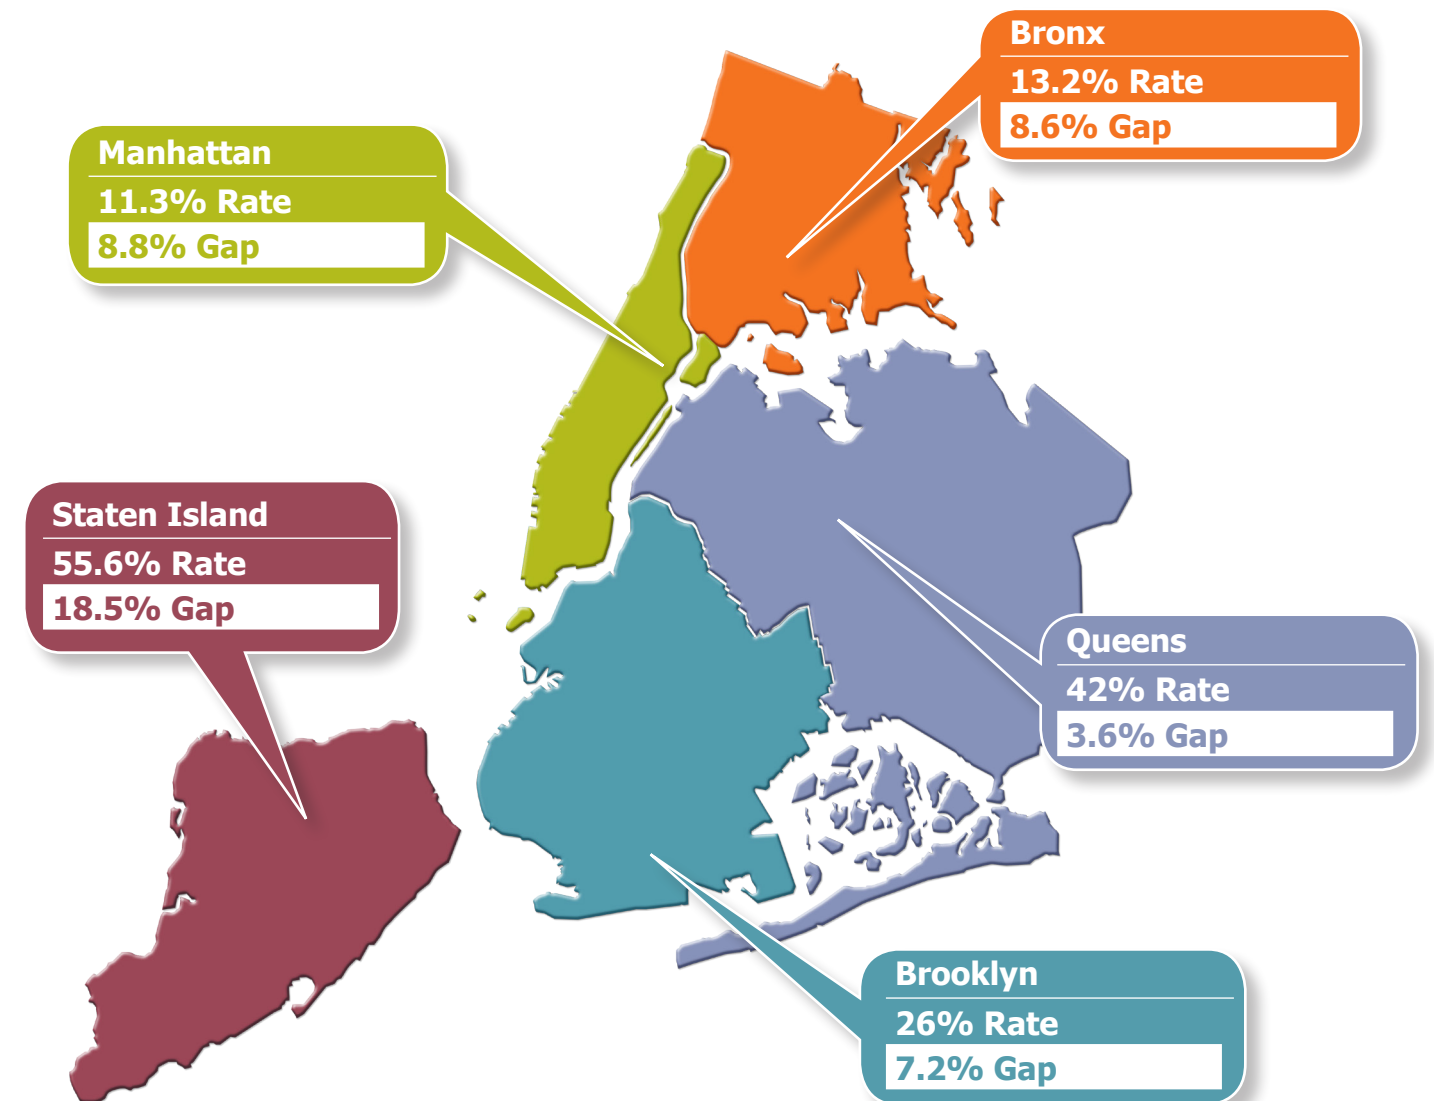 Bronx
13.2% Rate
8.6% Gap
Manhattan
11.3% Rate
8.8% Gap
Staten Island
55.6% Rate
18.5% Gap
Queens
42% Rate
3.6% Gap
Brooklyn
26% Rate
7.2% Gap